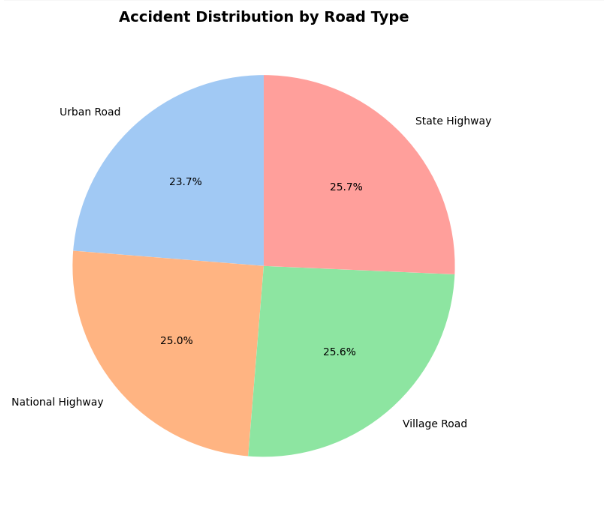 Accident Distribution by Road Type
Urban Road
State Highway
23.7%
25.7%
25.0%
25.6%
National Highway
Village Road